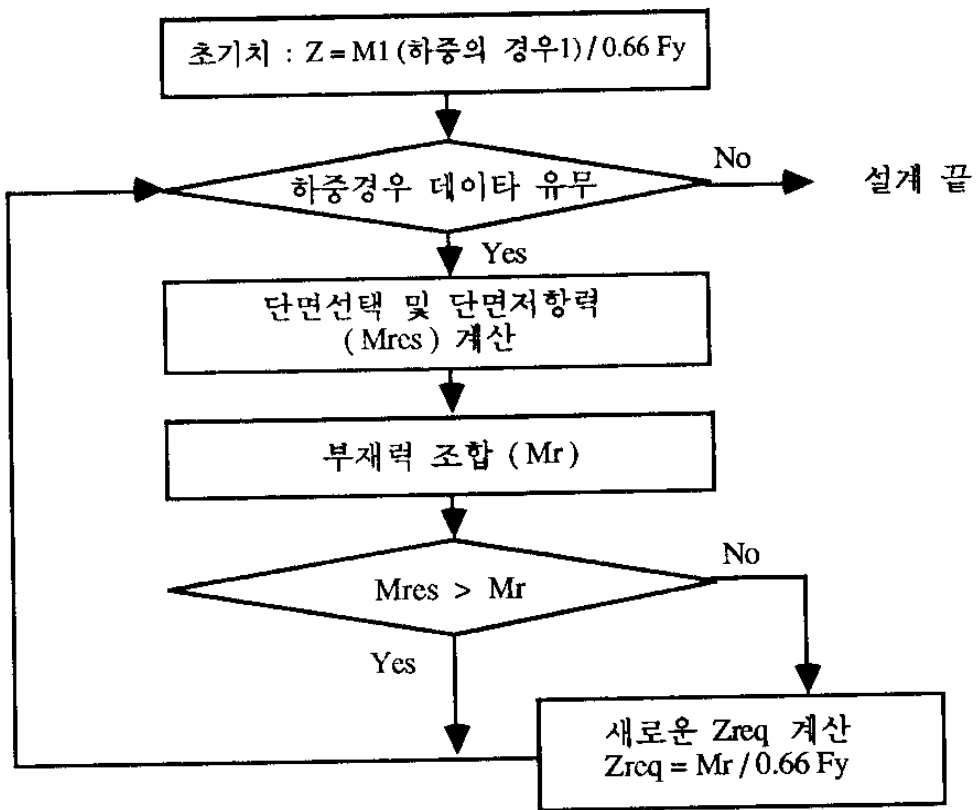 초기치 : Z = M1 (하중의 경우1) / 0.66 Fy
하중경우 데이타 유무
No
설계 끝
Yes
단면선택 및 단면저항력
( Mres ) 계산
부재력 조합 ( Mr )
Mres > Mr
No
Yes
새로운 Zreq 계산
Zreq = Mr / 0.66 Fy